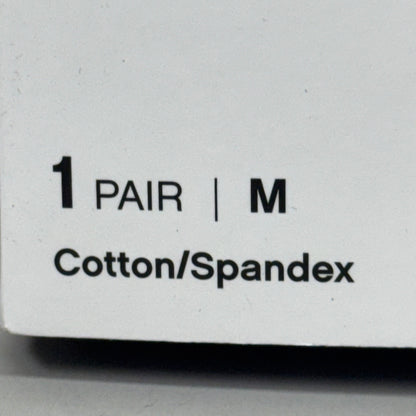 1 PAIR | M
Cotton/Spandex